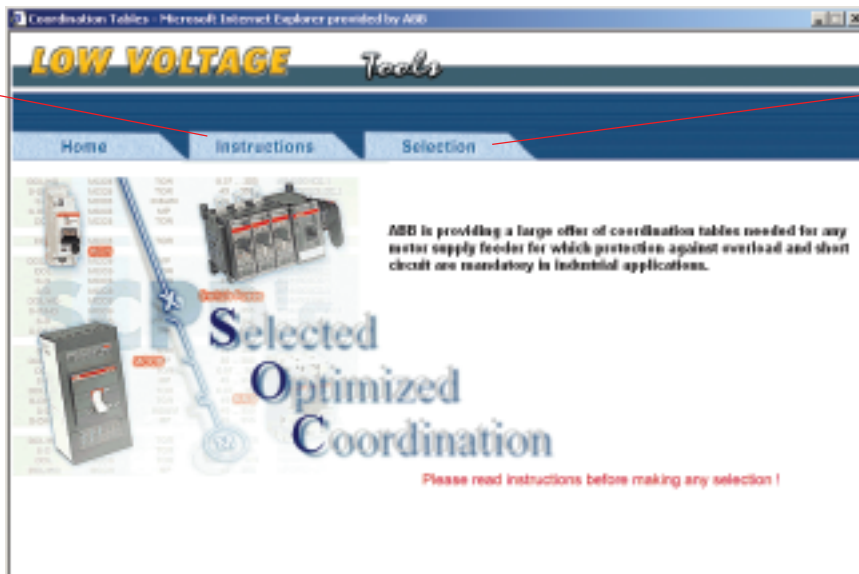 Coordination Tables - Microsoft Internet Explorer provided by ABB
LOW VOLTAGE Tools
Home Instructions Selection
ABB is providing a large offer of coordination tables needed for any
motor supply feeder for which protection against overload and short
circuit are mandatory in industrial applications.
SCP
Selected
Optimized
Coordination
Please read instructions before making any selection !